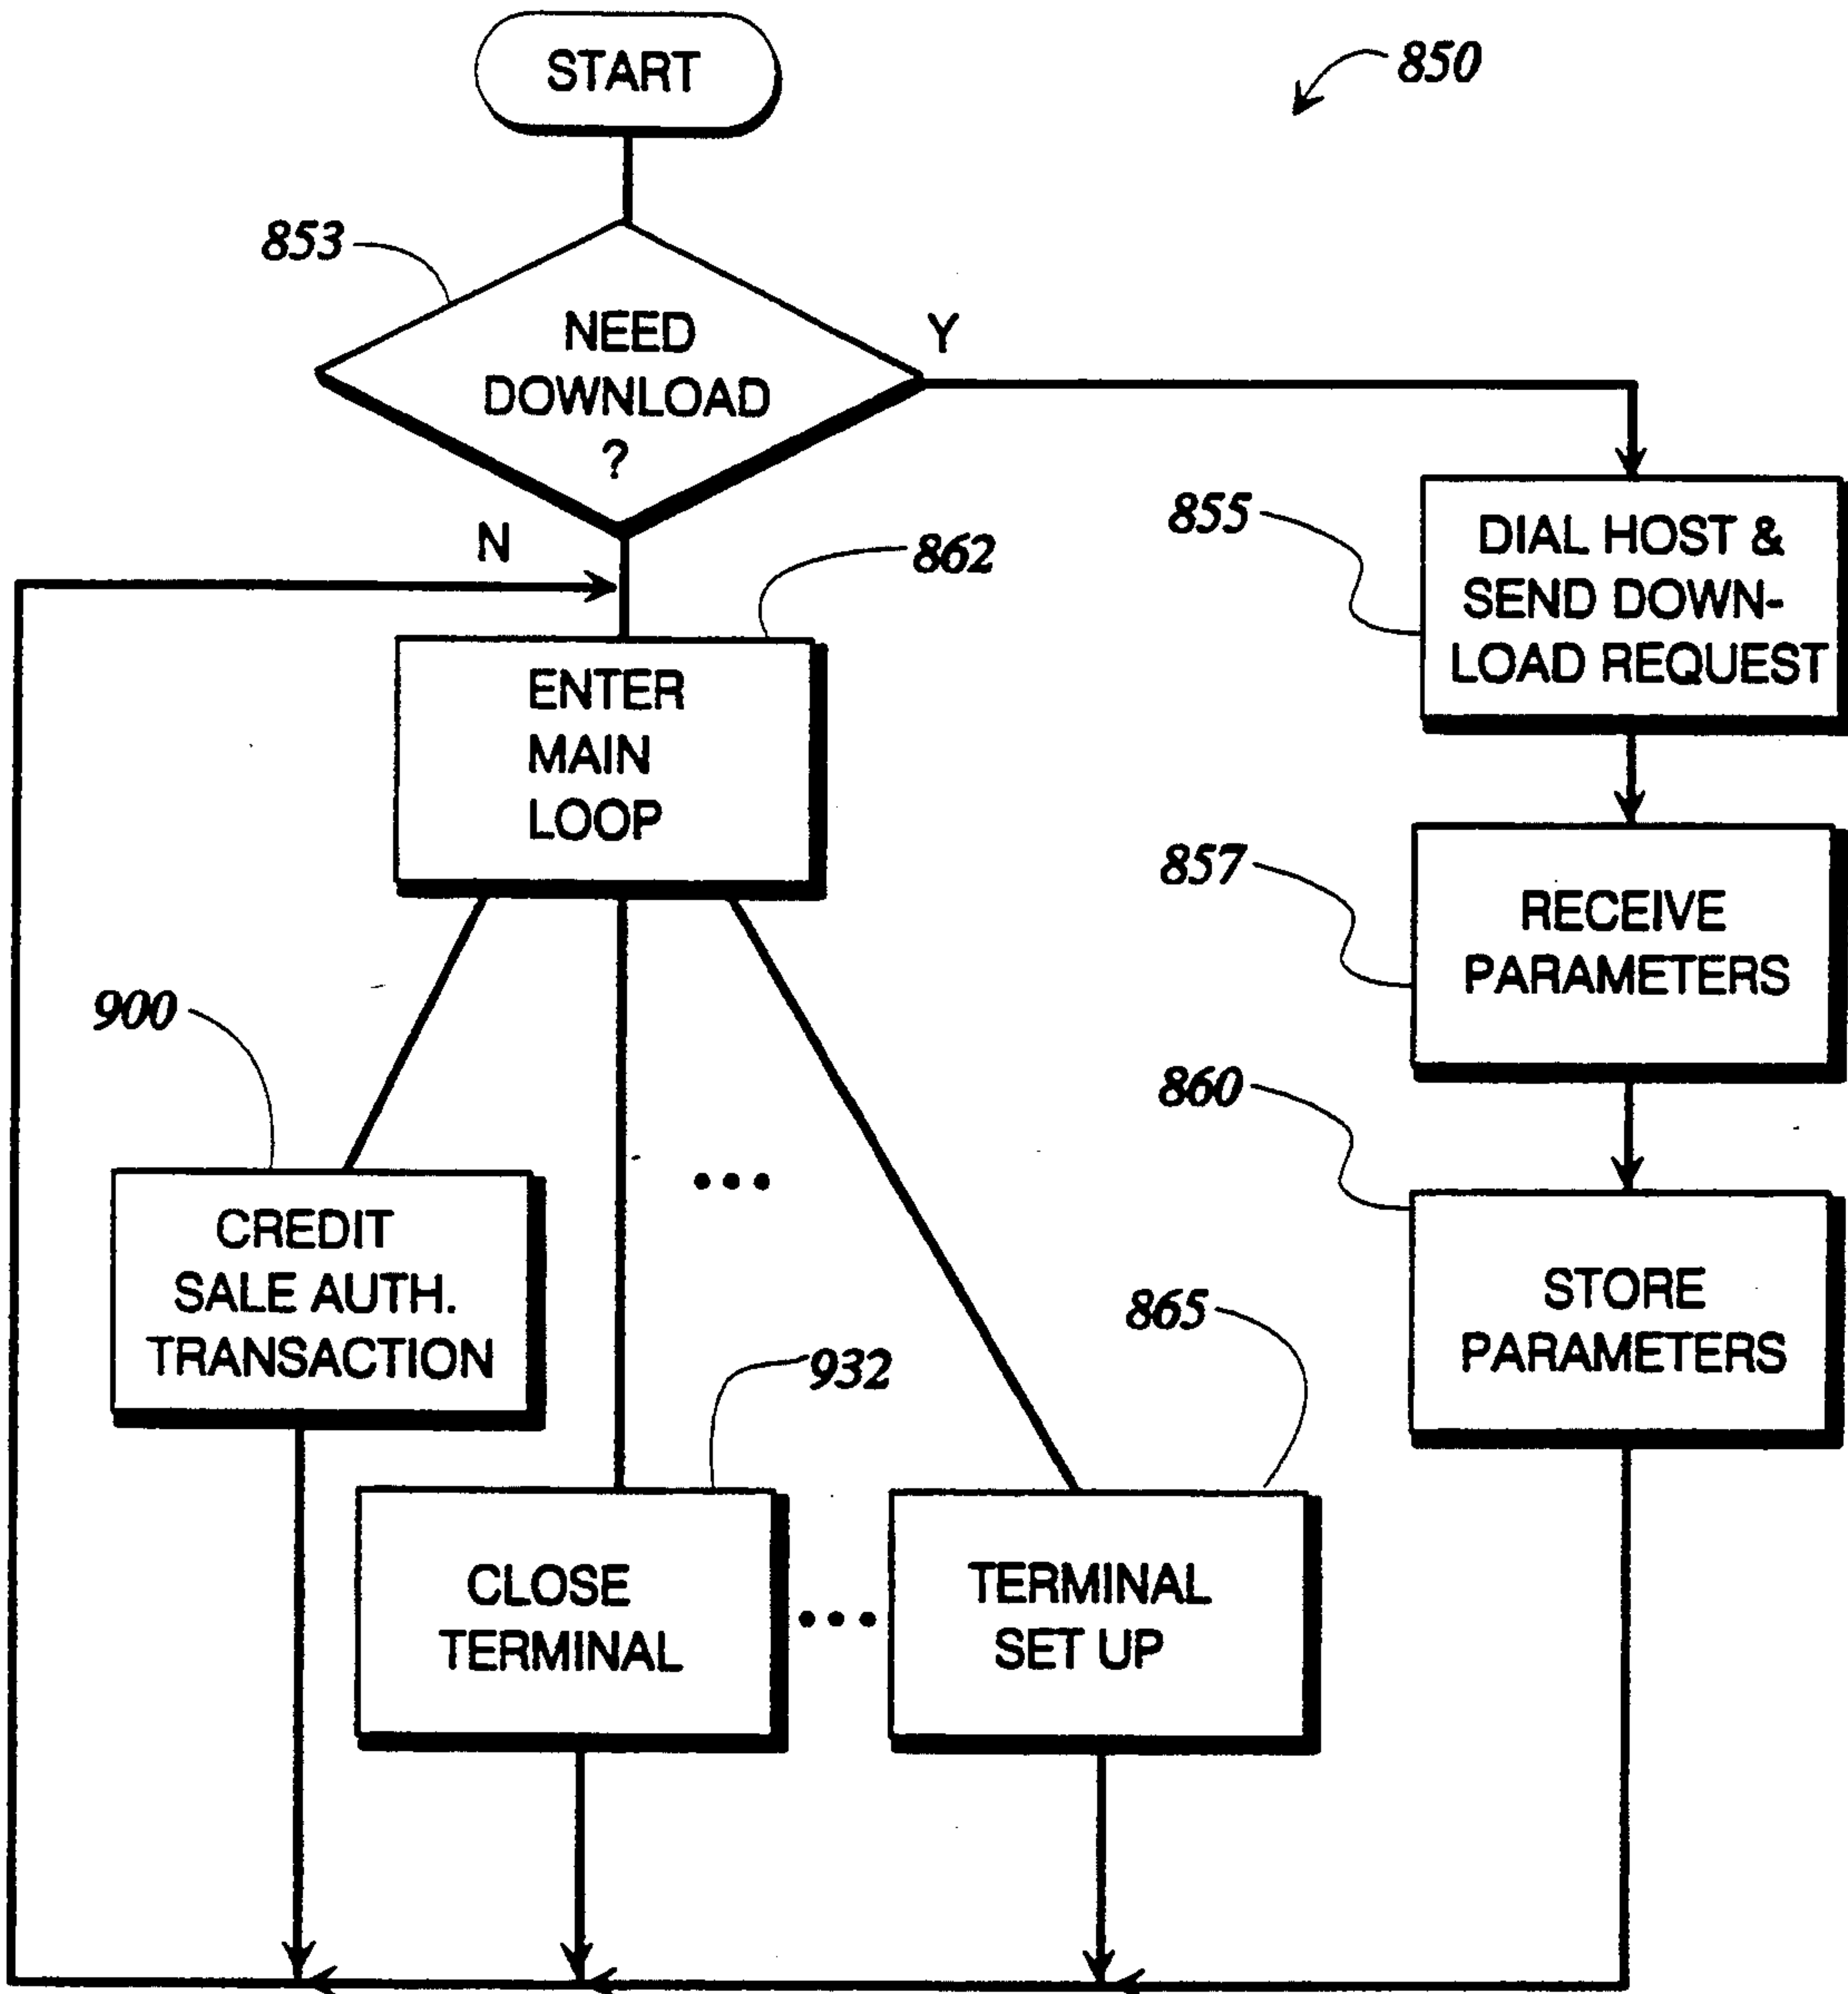 START
850
853
NEED
DOWNLOAD
?
Y
N
862
855
DIAL HOST &
SEND DOWN-
LOAD REQUEST
ENTER
MAIN
LOOP
857
RECEIVE
PARAMETERS
900
860
...
CREDIT
SALE AUTH.
TRANSACTION
STORE
PARAMETERS
865
932
CLOSE
TERMINAL
...
TERMINAL
SET UP